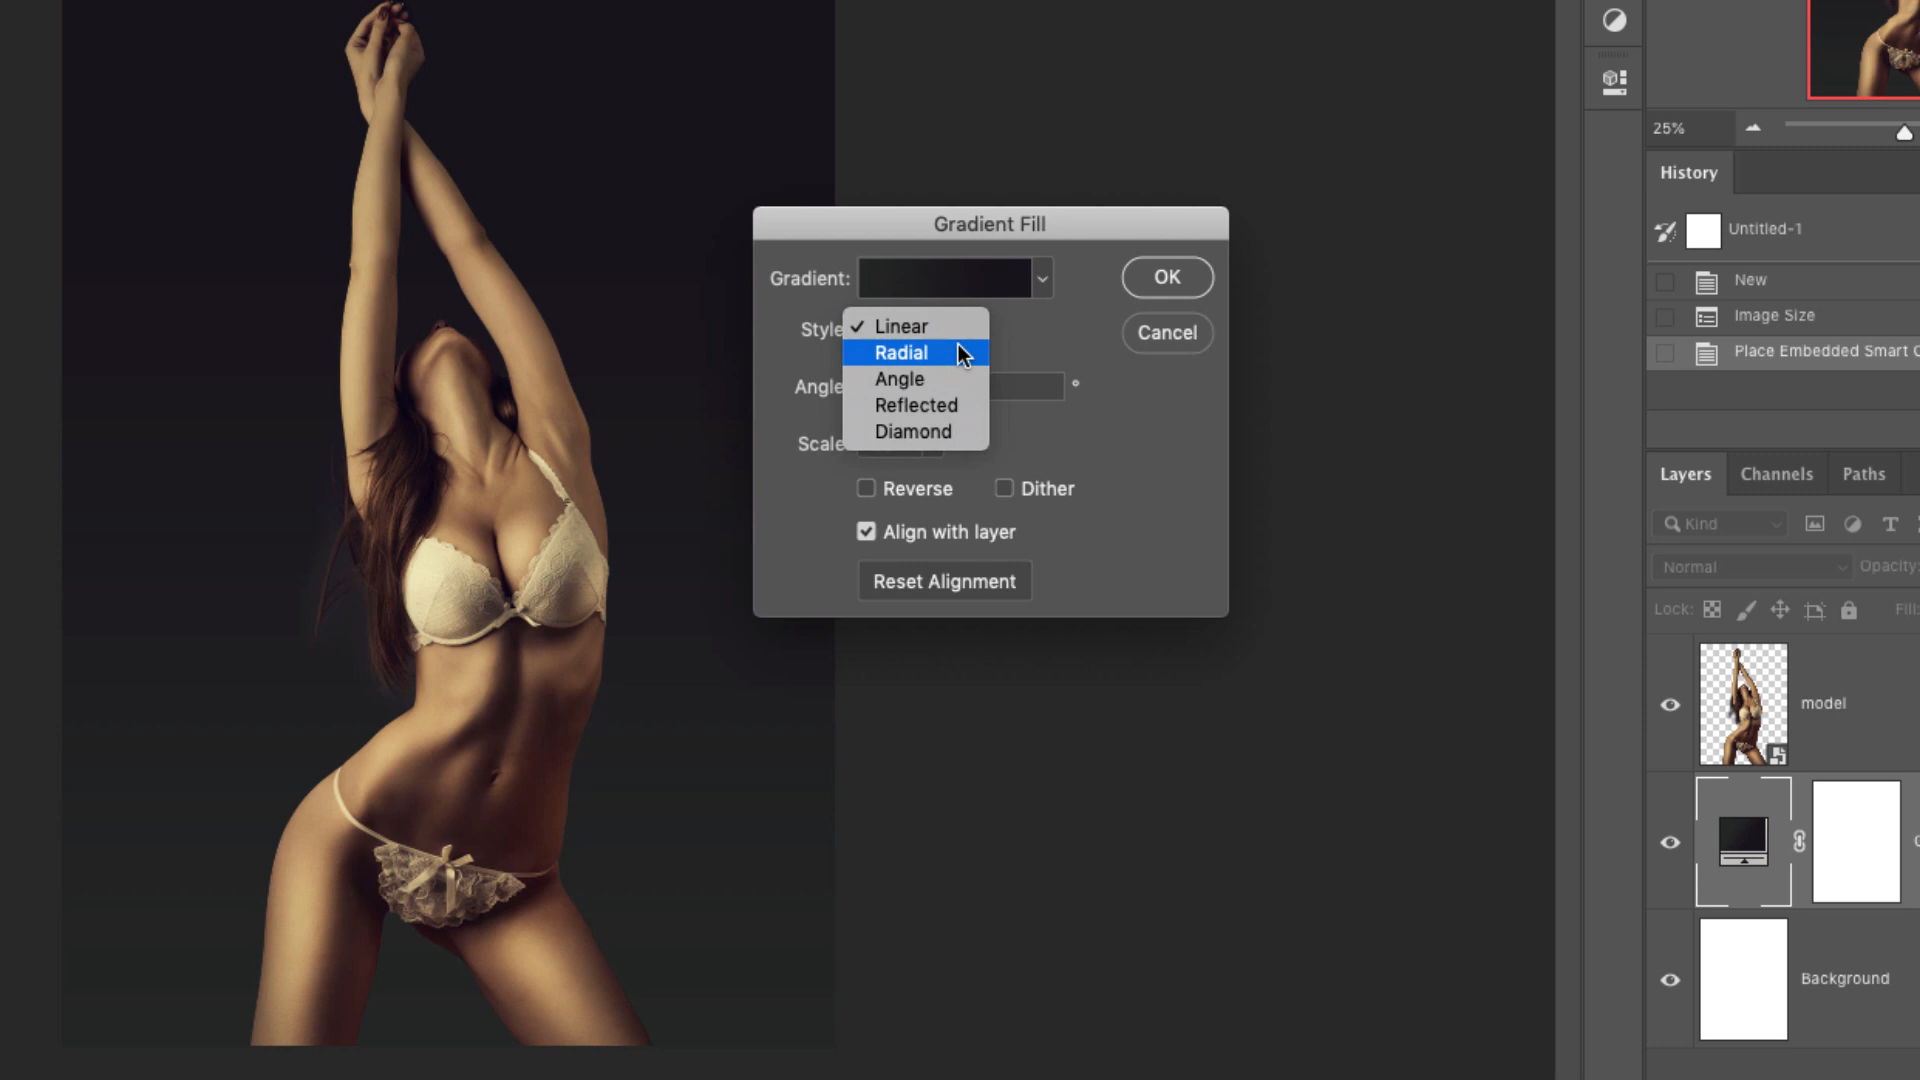 25%
History
Untitled-1
New
Image Size
Place Embedded Smart
Gradient Fill
Gradient:
OK
Style
Linear
Radial
Angle
Reflected
Diamond
Cancel
Angle
°
Scale
Reverse
Dither
Align with layer
Reset Alignment
Layers
Channels
Paths
Kind
T
Normal
Opacity:
Lock:
Fill:
model
Background